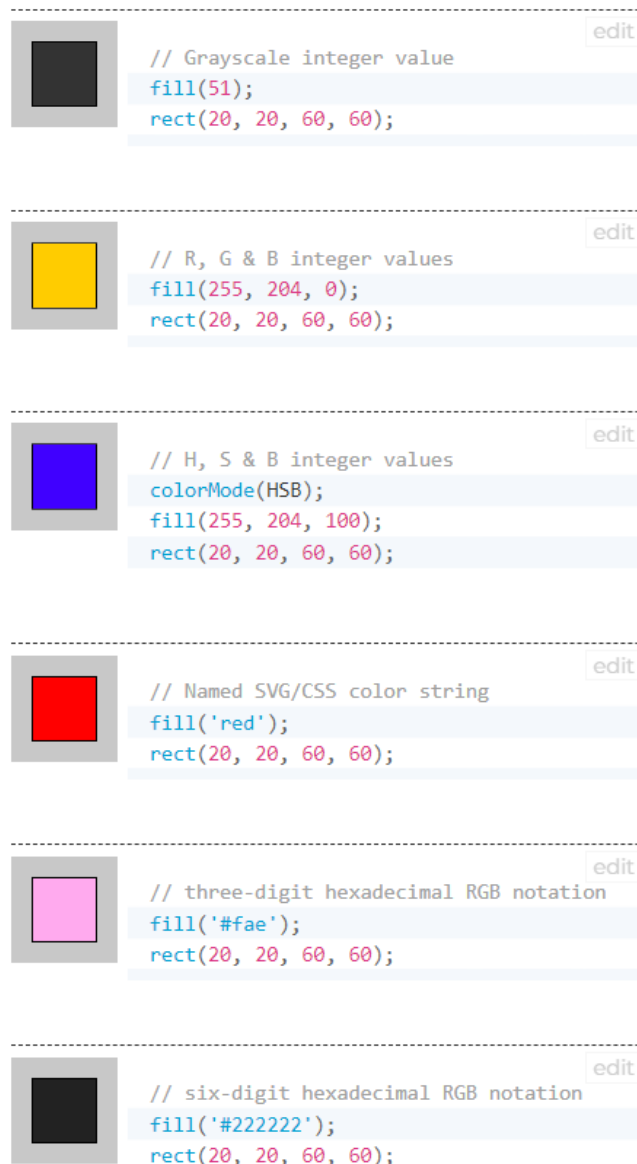 edit
// Grayscale integer value
fill(51);
rect(20, 20, 60, 60);
edit
// R, G & B integer values
fill(255, 204, 0);
rect(20, 20, 60, 60);
edit
// H, S & B integer values
colorMode(HSB);
fill(255, 204, 100);
rect(20, 20, 60, 60);
edit
// Named SVG/CSS color string
fill('red');
rect(20, 20, 60, 60);
edit
// three-digit hexadecimal RGB notation
fill('#fae');
rect(20, 20, 60, 60);
edit
// six-digit hexadecimal RGB notation
fill('#222222');
rect(20, 20, 60, 60);